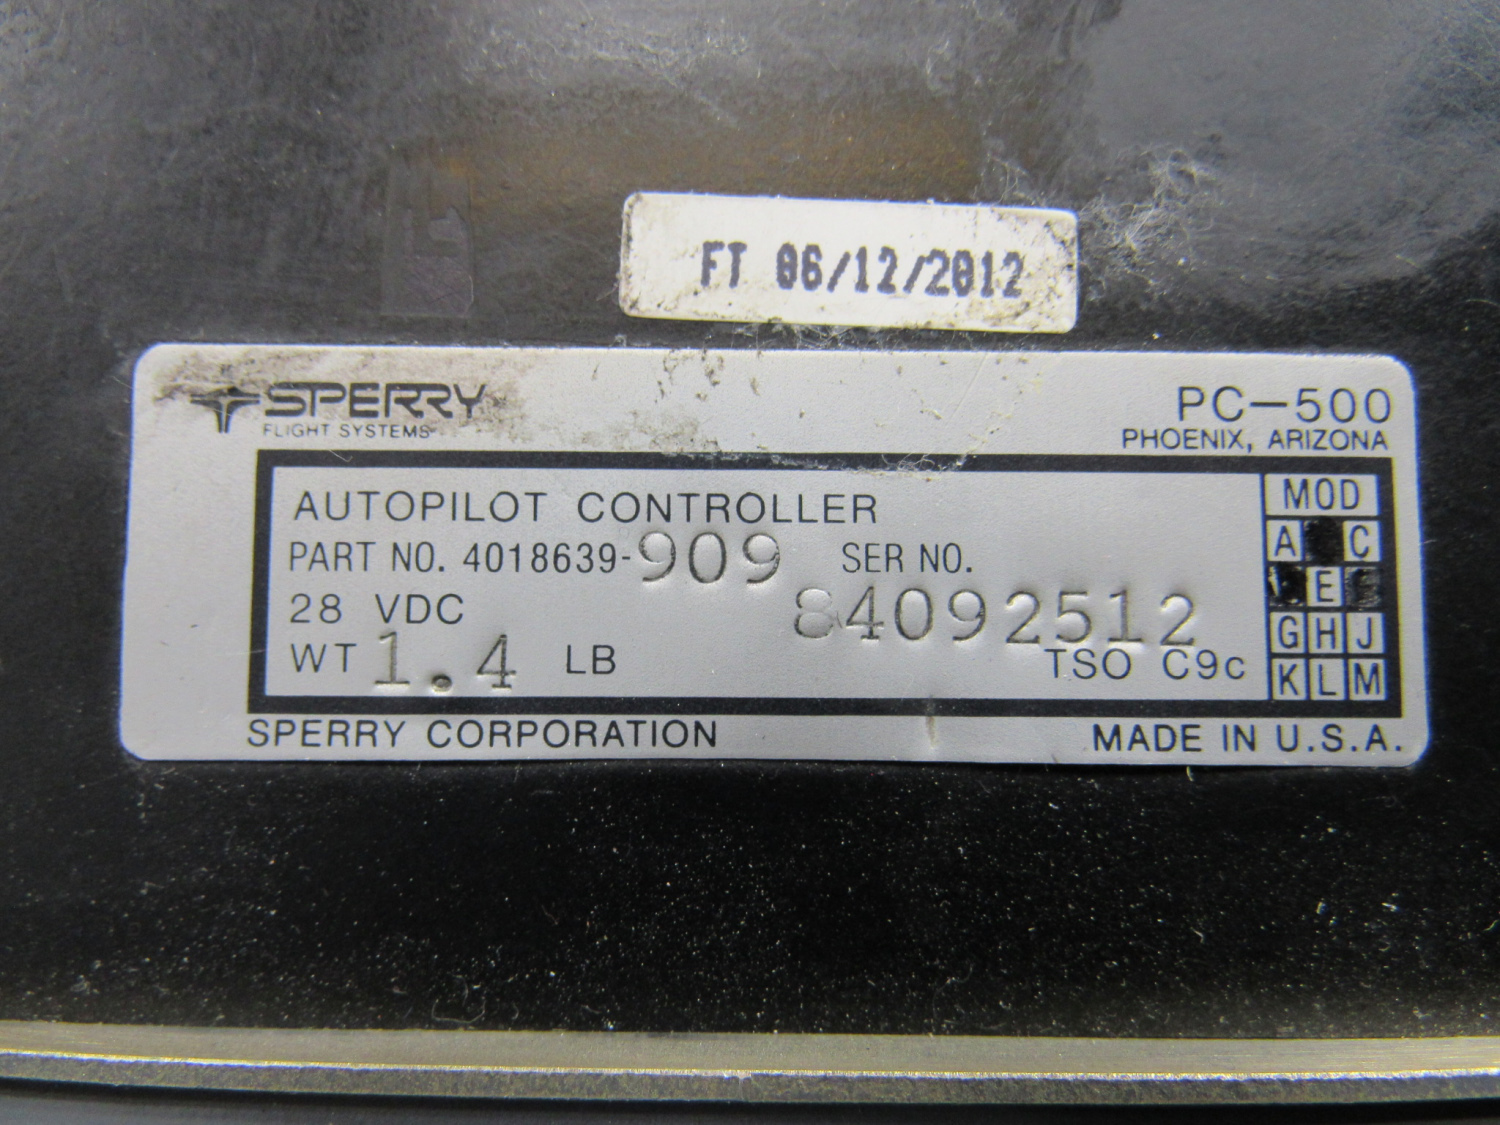 FT 06/12/2012
SPERRY
FLIGHT SYSTEMS
PC-500
PHOENIX, ARIZONA
AUTOPILOT CONTROLLER
PART NO. 4018639-909 SER NO.
28 VDC 84092512
WT 1.4 LB TSO C9c
MOD
A C
E
G H J
K L M
SPERRY CORPORATION MADE IN U.S.A.